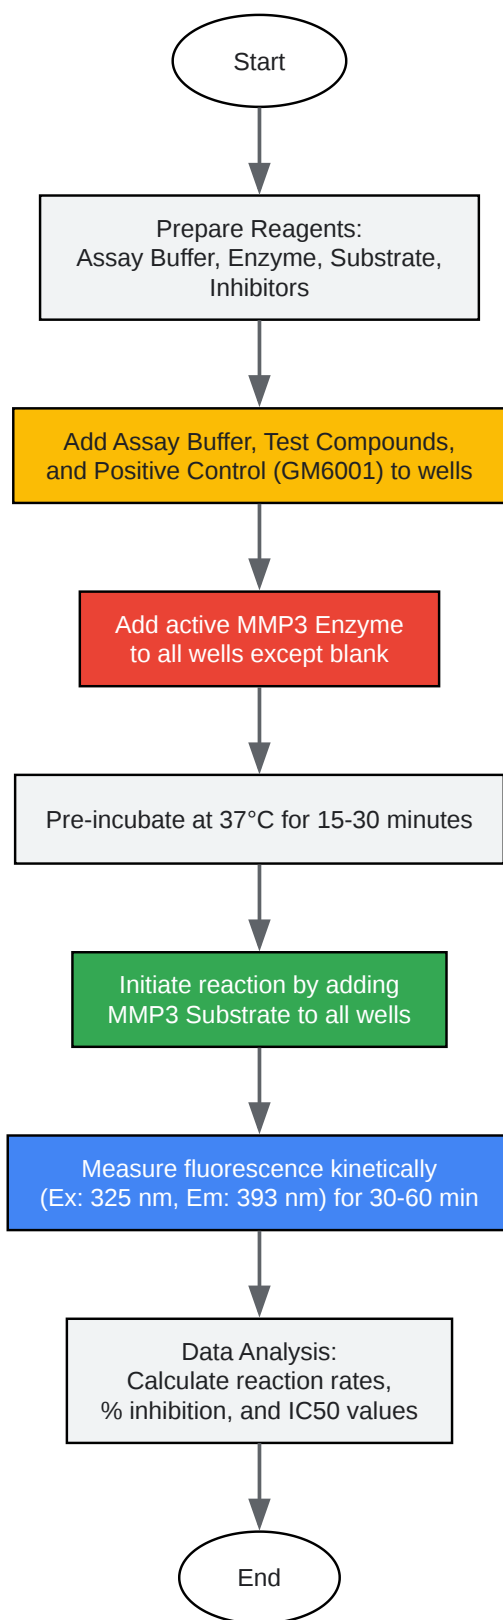 Start
Prepare Reagents:
Assay Buffer, Enzyme, Substrate,
Inhibitors
Add Assay Buffer, Test Compounds,
and Positive Control (GM6001) to wells
Add active MMP3 Enzyme
to all wells except blank
Pre-incubate at 37°C for 15-30 minutes
Initiate reaction by adding
MMP3 Substrate to all wells
Measure fluorescence kinetically
(Ex: 325 nm, Em: 393 nm) for 30-60 min
Data Analysis:
Calculate reaction rates,
% inhibition, and IC50 values
End